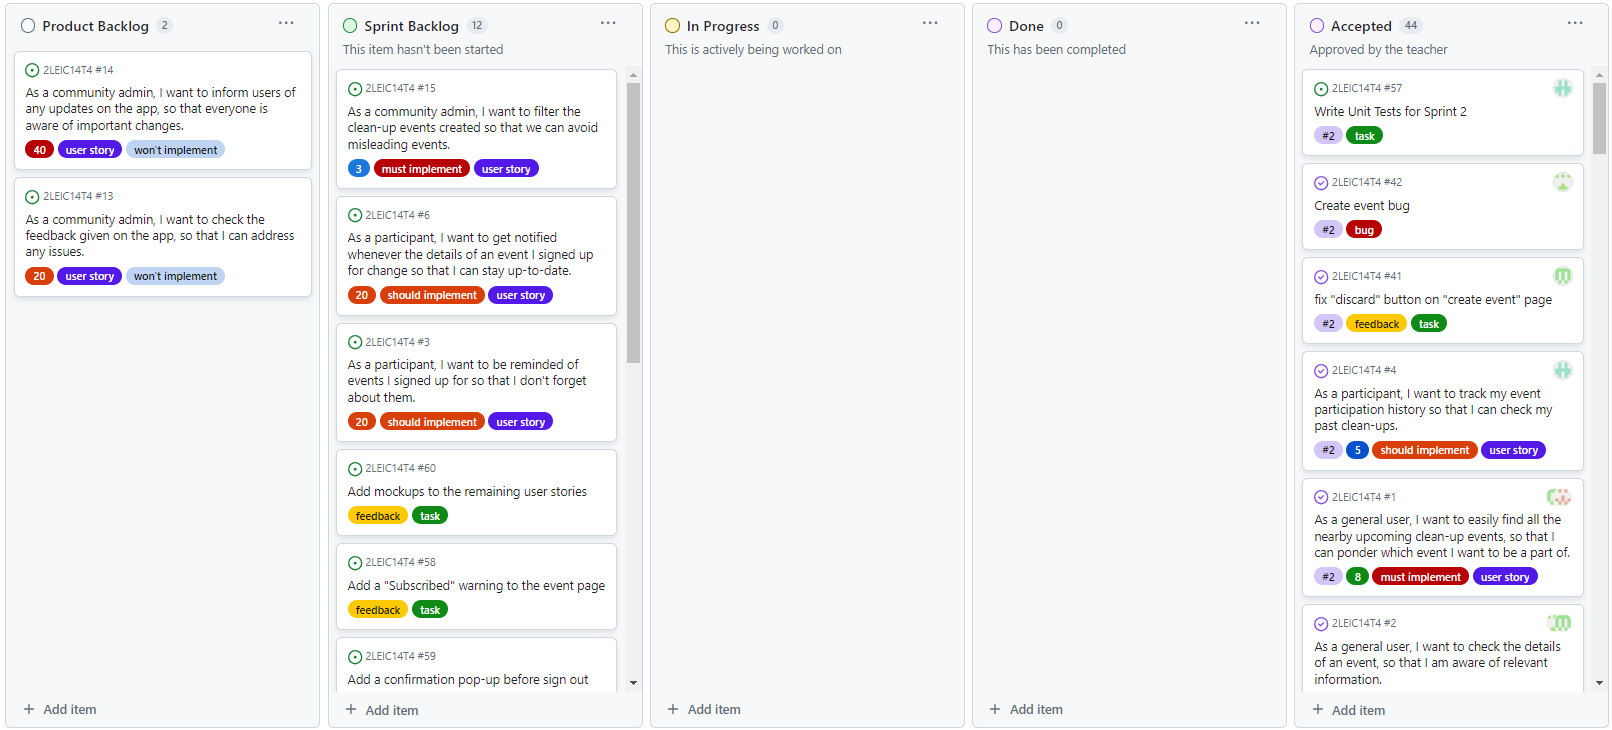 Product Backlog 2
2LEIC14T4 #14
As a community admin, I want to inform users of
any updates on the app, so that everyone is
aware of important changes.
40 user story won't implement
2LEIC14T4 #13
As a community admin, I want to check the
feedback given on the app, so that I can address
any issues.
20 user story won't implement
Add item
Sprint Backlog 12
This item hasn't been started
2LEIC14T4 #15
As a community admin, I want to filter the
clean-up events created so that we can avoid
misleading events.
3 must implement user story
2LEIC14T4 #6
As a participant, I want to get notified
whenever the details of an event I signed up
for change so that I can stay up-to-date.
20 should implement user story
2LEIC14T4 #3
As a participant, I want to be reminded of
events I signed up for so that I don't forget
about them.
20 should implement user story
2LEIC14T4 #60
Add mockups to the remaining user stories
feedback task
2LEIC14T4 #58
Add a "Subscribed" warning to the event page
feedback task
2LEIC14T4 #59
Add a confirmation pop-up before sign out
Add item
In Progress 0
This is actively being worked on
Add item
Done 0
This has been completed
Add item
Accepted 44
Approved by the teacher
2LEIC14T4 #57
Write Unit Tests for Sprint 2
#2 task
2LEIC14T4 #42
Create event bug
#2 bug
2LEIC14T4 #41
fix "discard" button on "create event" page
#2 feedback task
2LEIC14T4 #4
As a participant, I want to track my event
participation history so that I can check my
past clean-ups.
#2 5 should implement user story
2LEIC14T4 #1
As a general user, I want to easily find all the
nearby upcoming clean-up events, so that I
can ponder which event I want to be a part of.
#2 8 must implement user story
2LEIC14T4 #2
As a general user, I want to check the details
of an event, so that I am aware of relevant
information.
Add item